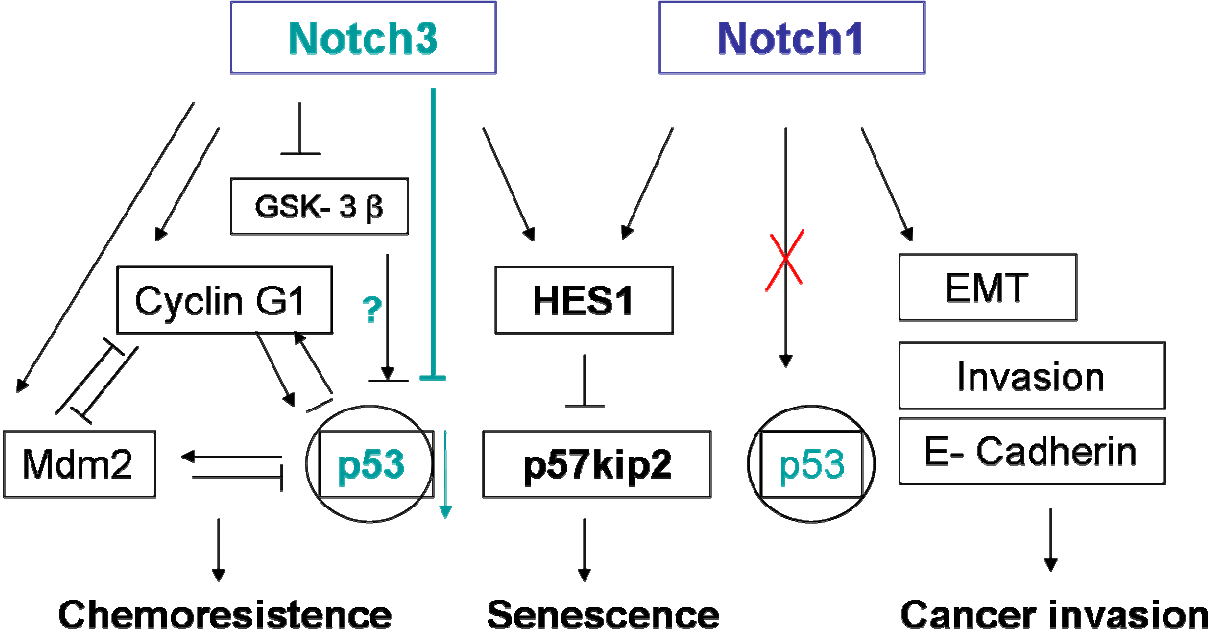 Notch3
Notch1
GSK- 3 β
Cyclin G1
?
HES1
EMT
Invasion
Mdm2
p53
p57kip2
p53
E- Cadherin
Chemoresistence
Senescence
Cancer invasion